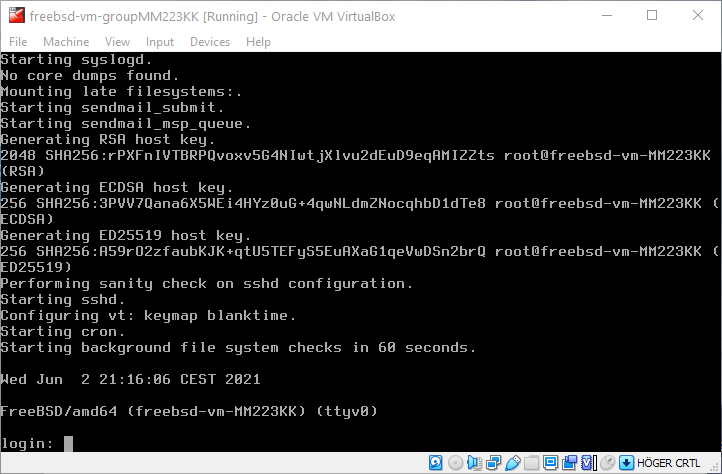 freebsd-vm-groupMM223KK [Running] - Oracle VM VirtualBox
File Machine View Input Devices Help
Starting syslogd.
No core dumps found.
Mounting late filesystems:.
Starting sendmail_submit.
Starting sendmail_msp_queue.
Generating RSA host key.
2048 SHA256:rPXFnIVTBRPQvoxv5G4NIwtjXlvu2dEuD9eqAMIZZts root@freebsd-vm-MM223KK
(RSA)
Generating ECDSA host key.
256 SHA256:3PVV7Qana6X5WEi4HYz0uG+4qwNLdmZNocqhbD1dTe8 root@freebsd-vm-MM223KK (
ECDSA)
Generating ED25519 host key.
256 SHA256:A59rO2zfaubKJK+qtU5TEFyS5EuAXaG1qeVwDSn2brQ root@freebsd-vm-MM223KK (
ED25519)
Performing sanity check on sshd configuration.
Starting sshd.
Configuring vt: keymap blanktime.
Starting cron.
Starting background file system checks in 60 seconds.
Wed Jun  2 21:16:06 CEST 2021
FreeBSD/amd64 (freebsd-vm-MM223KK) (ttyv0)
login:
HÖGER CRTL